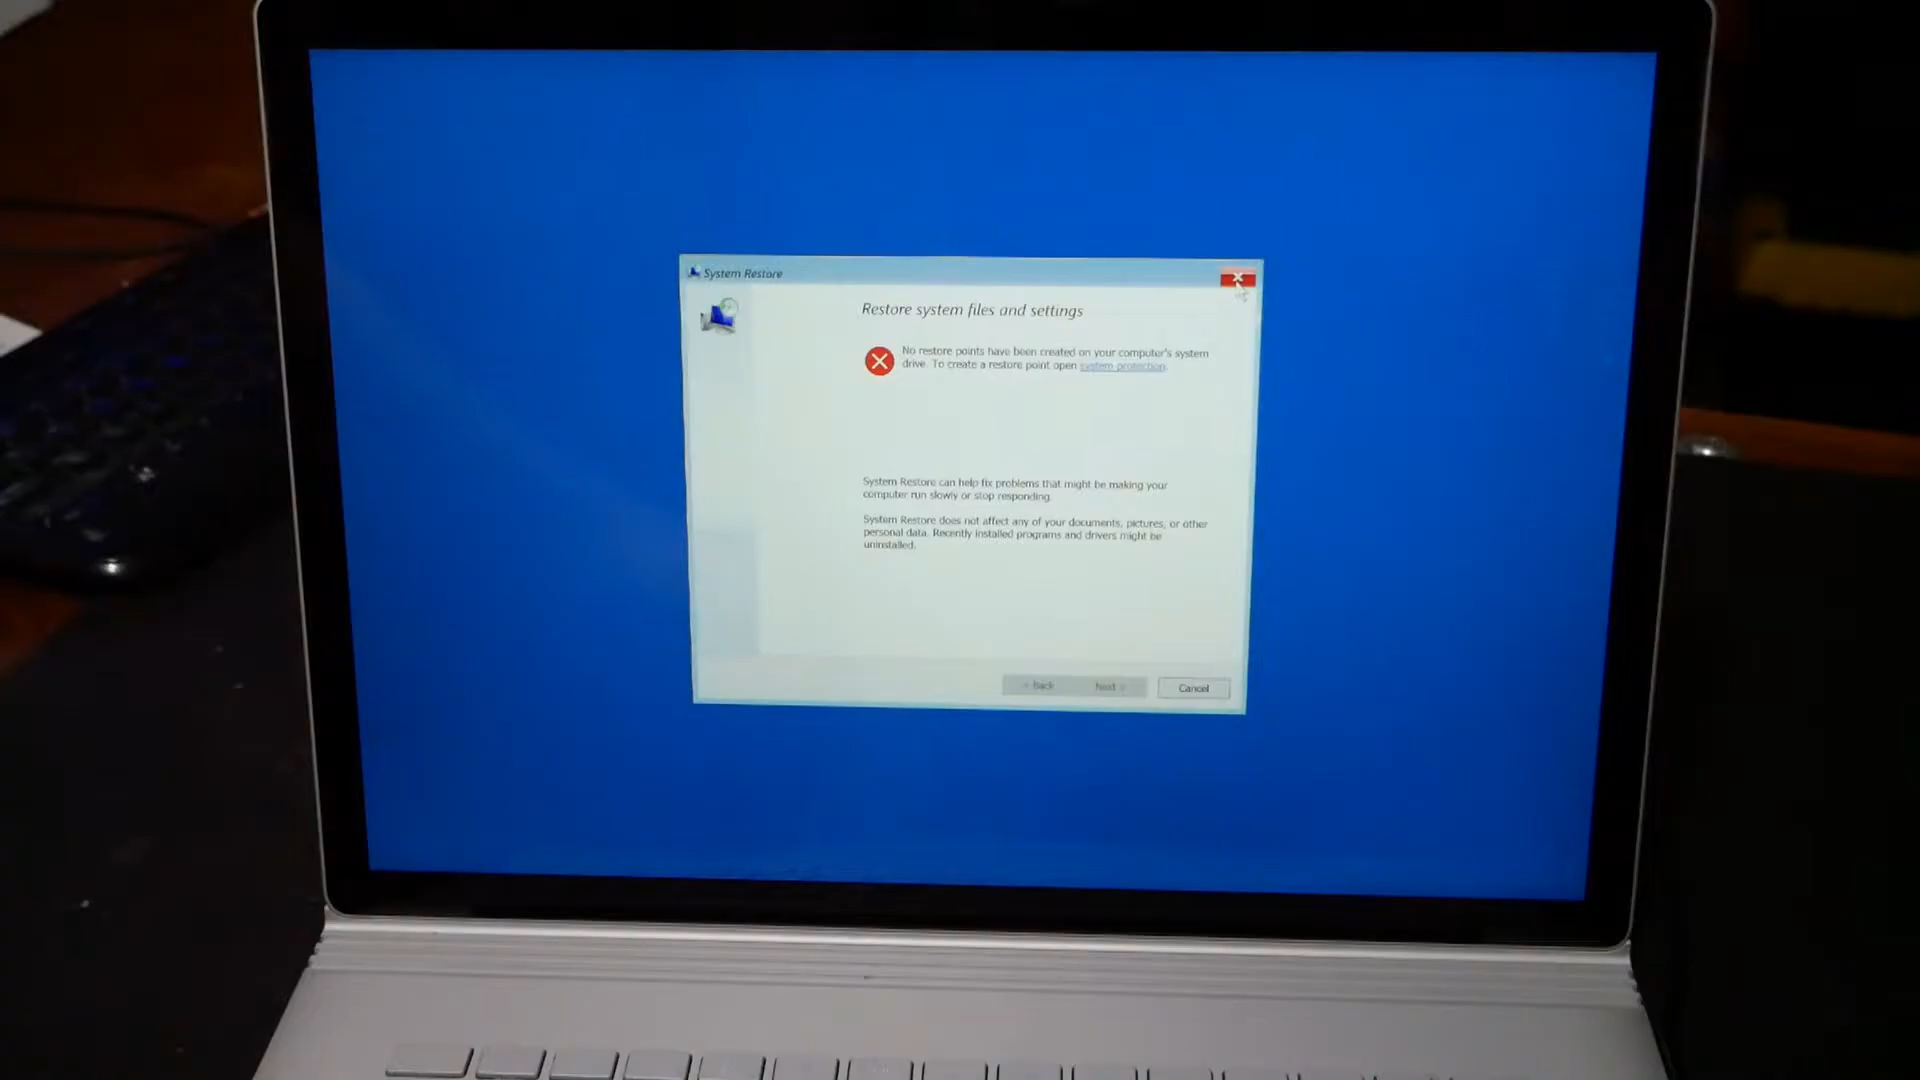 System Restore
Restore system files and settings
No restore points have been created on your computer's system
drive. To create a restore point open system protection.
System Restore can help fix problems that might be making your
computer run slowly or stop responding.
System Restore does not affect any of your documents, pictures, or other
personal data. Recently installed programs and drivers might be
uninstalled.
< Back Next > Cancel